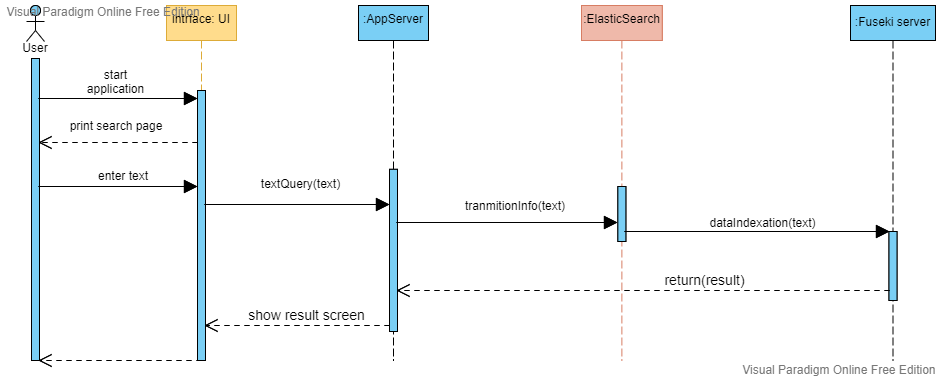 Visual Paradigm Online Free Edition
Intrface: UI
:AppServer
:ElasticSearch
:Fuseki server
User
start
application
print search page
enter text
textQuery(text)
tranmitionInfo(text)
dataIndexation(text)
return(result)
show result screen
Visual Paradigm Online Free Edition